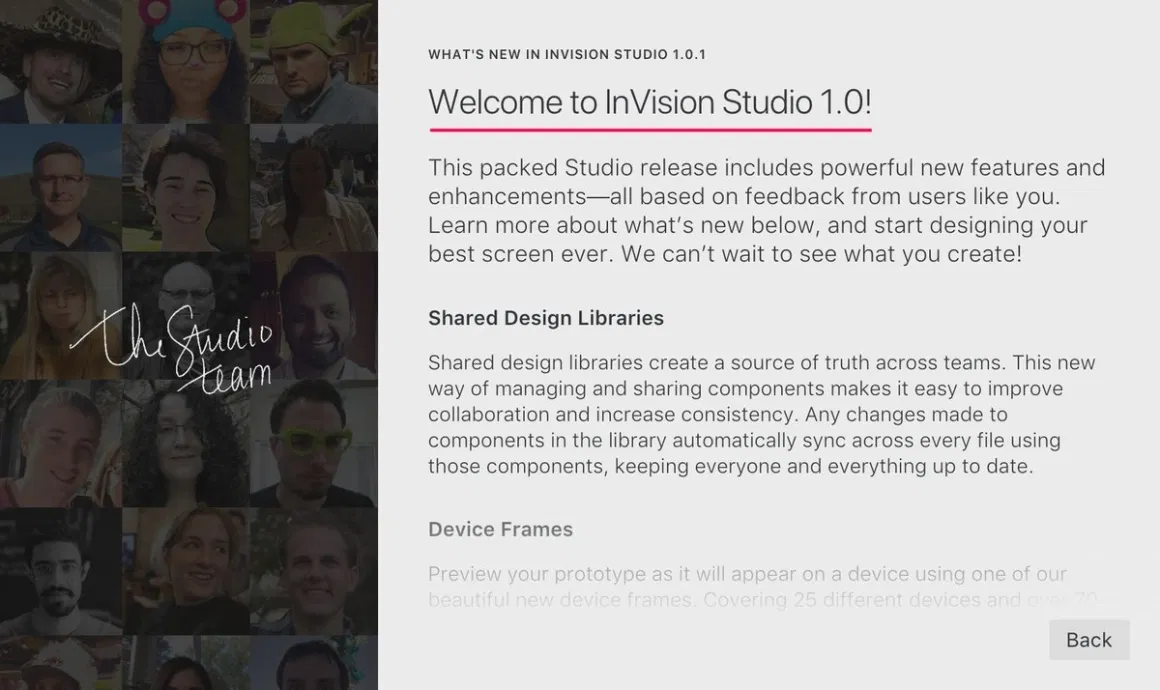 WHAT'S NEW IN INVISION STUDIO 1.0.1
Welcome to InVision Studio 1.0!
This packed Studio release includes powerful new features and
enhancements—all based on feedback from users like you.
Learn more about what’s new below, and start designing your
best screen ever. We can’t wait to see what you create!
the Studio
team
Shared Design Libraries
Shared design libraries create a source of truth across teams. This new
way of managing and sharing components makes it easy to improve
collaboration and increase consistency. Any changes made to
components in the library automatically sync across every file using
those components, keeping everyone and everything up to date.
Device Frames
Preview your prototype as it will appear on a device using one of our
beautiful new device frames. Covering 25 different devices and over 70
Back